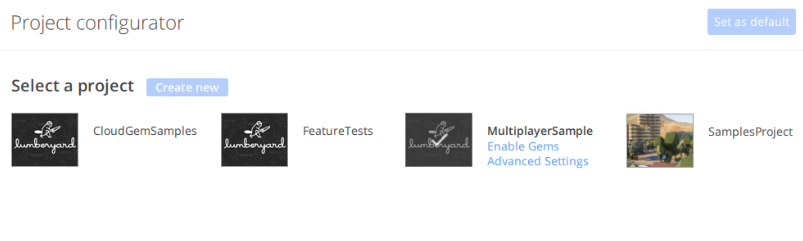 Project configurator
Set as default
Select a project
Create new
lumberyard
CloudGemSamples
lumberyard
FeatureTests
lumberyard
MultiplayerSample
Enable Gems
Advanced Settings
SamplesProject